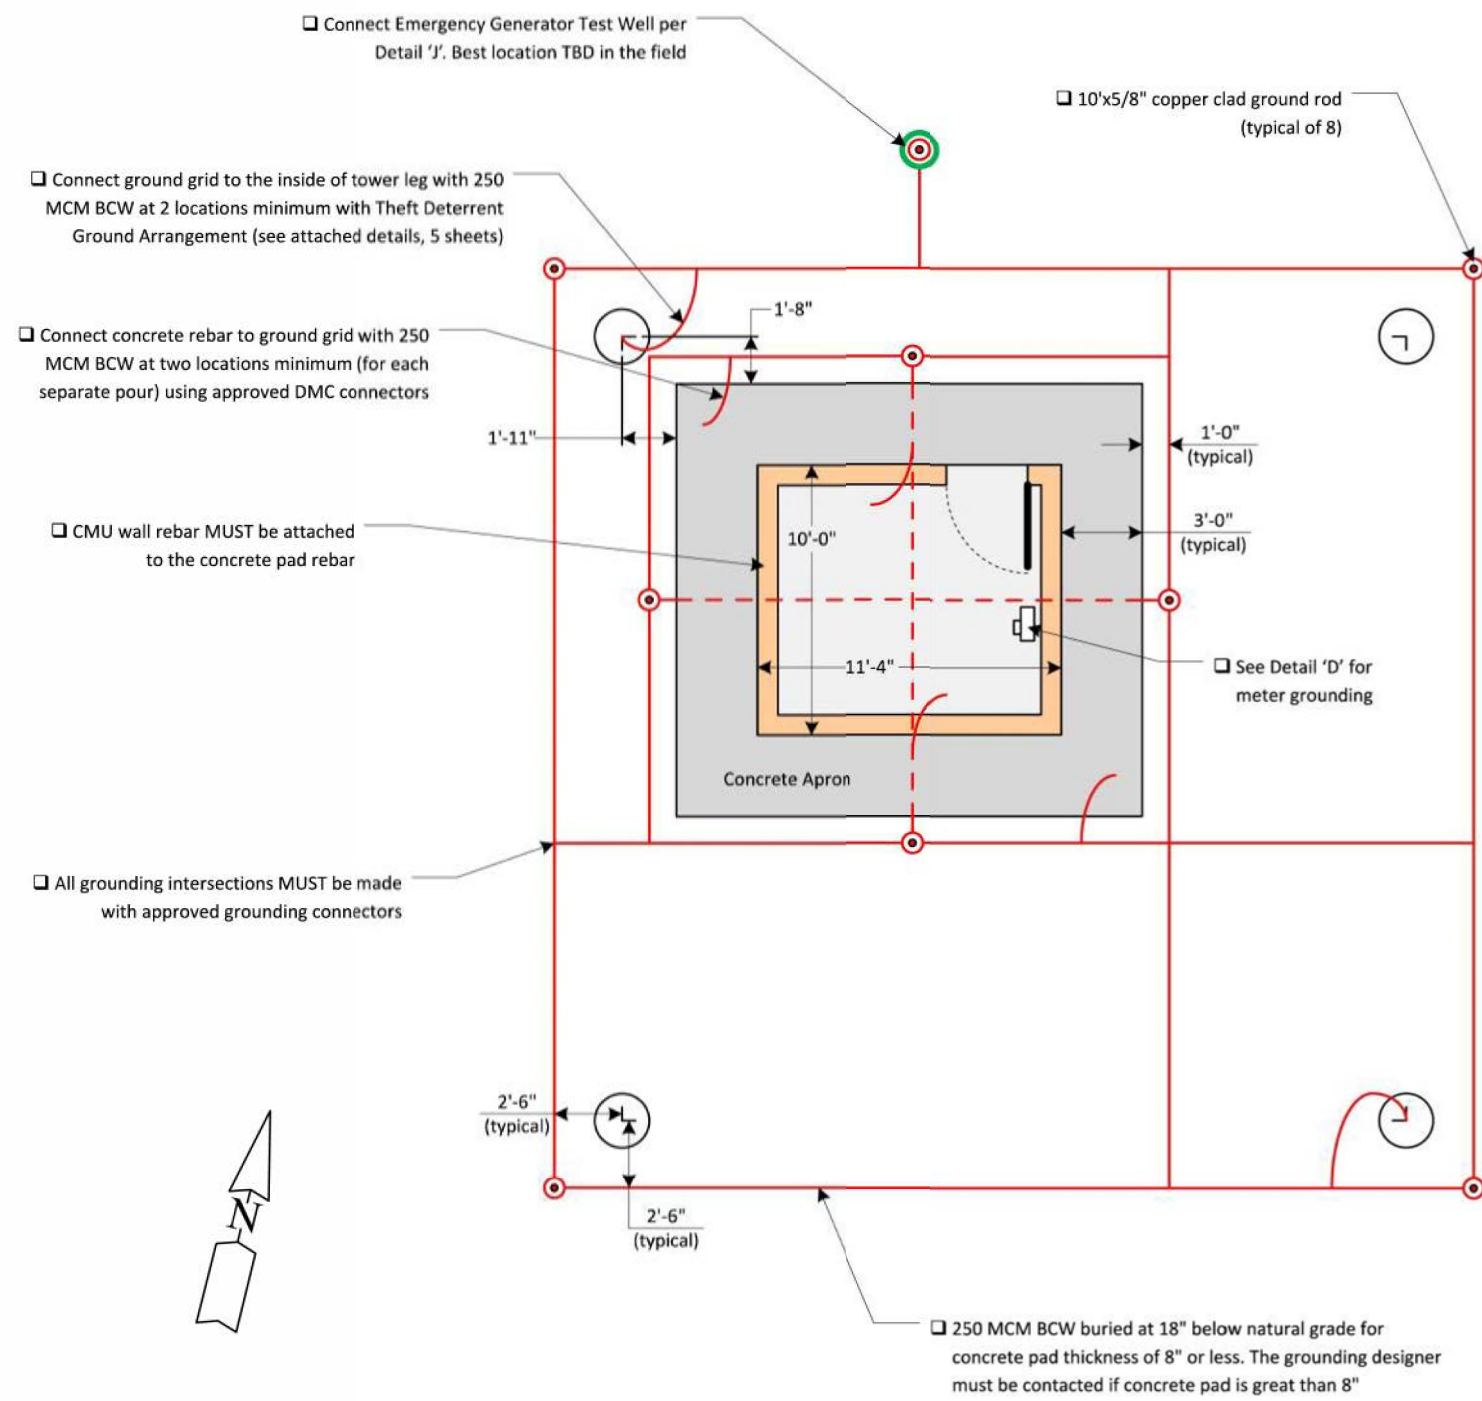 ❑ Connect Emergency Generator Test Well per
Detail ‘J’. Best location TBD in the field
❑ 10'x5/8" copper clad ground rod
(typical of 8)
❑ Connect ground grid to the inside of tower leg with 250
MCM BCW at 2 locations minimum with Theft Deterrent
Ground Arrangement (see attached details, 5 sheets)
1'-8"
❑ Connect concrete rebar to ground grid with 250
MCM BCW at two locations minimum (for each
separate pour) using approved DMC connectors
1'-11"
1'-0"
(typical)
❑ CMU wall rebar MUST be attached
to the concrete pad rebar
10'-0"
3'-0"
(typical)
11'-4"
❑ See Detail ‘D’ for
meter grounding
Concrete Apron
❑ All grounding intersections MUST be made
with approved grounding connectors
2'-6"
(typical)
N
2'-6"
(typical)
❑ 250 MCM BCW buried at 18" below natural grade for
concrete pad thickness of 8" or less. The grounding designer
must be contacted if concrete pad is great than 8"